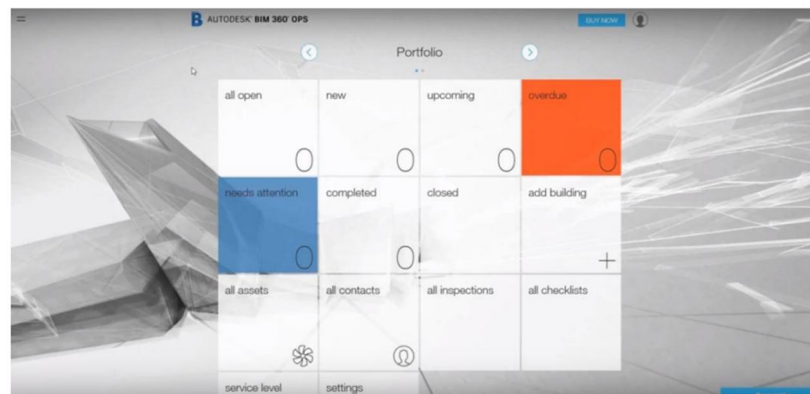 AUTODESK® BIM 360® OPS
BUY NOW
Portfolio
all open
new
upcoming
overdue
0
0
0
0
needs attention
completed
closed
add building
0
0
+
all assets
all contacts
all inspections
all checklists
service level
settings